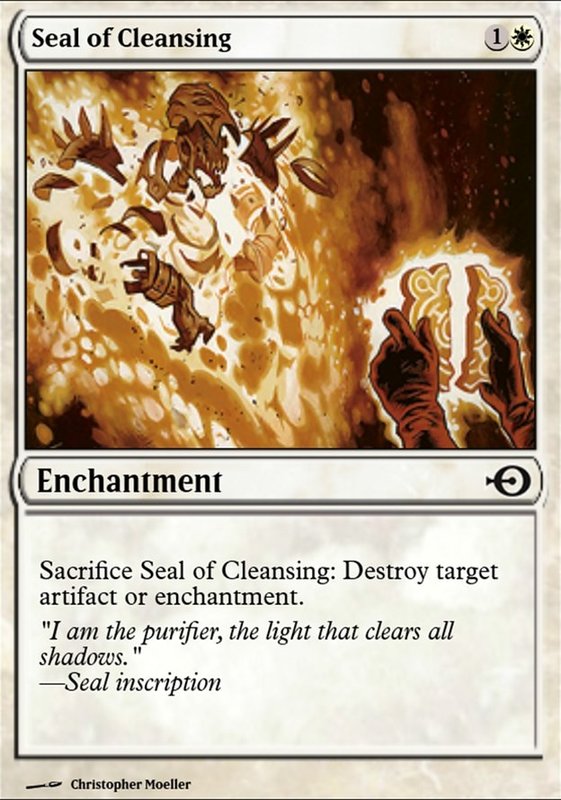 Seal of Cleansing 1
Enchantment
Sacrifice Seal of Cleansing: Destroy target
artifact or enchantment.
"I am the purifier, the light that clears all
shadows."
—Seal inscription
Christopher Moeller